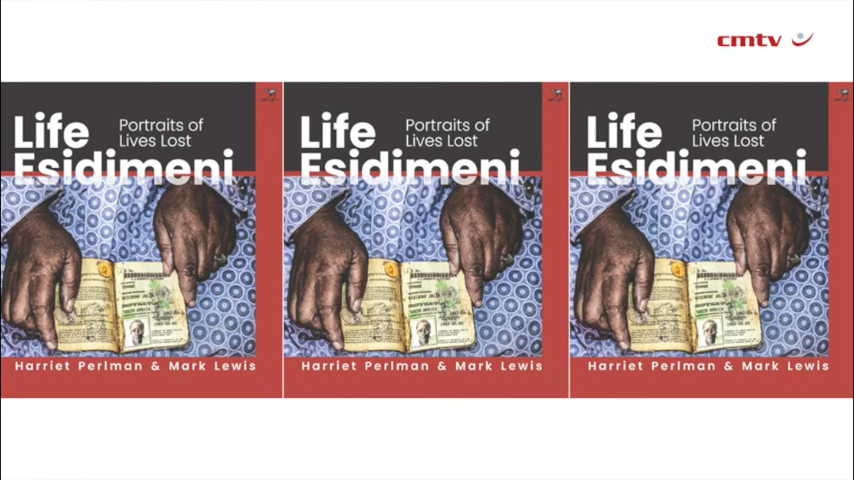 cmtv
Life
Portraits of
Lives Lost
Esidimeni
Harriet Perlman & Mark Lewis
Life
Portraits of
Lives Lost
Esidimeni
Harriet Perlman & Mark Lewis
Life
Portraits of
Lives Lost
Esidimeni
Harriet Perlman & Mark Lewis